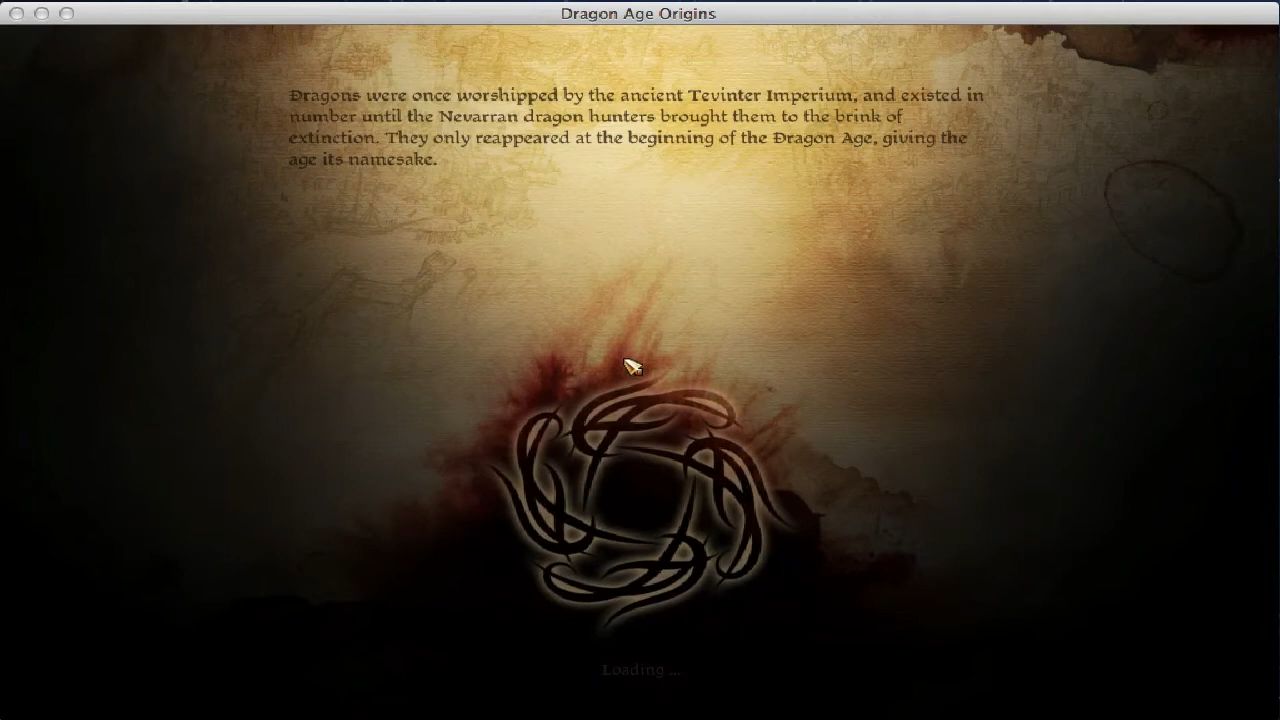 Dragon Age Origins
Dragons were once worshipped by the ancient Tevinter Imperium, and existed in
number until the Nevarran dragon hunters brought them to the brink of
extinction. They only reappeared at the beginning of the Dragon Age, giving the
age its namesake.
Loading ...